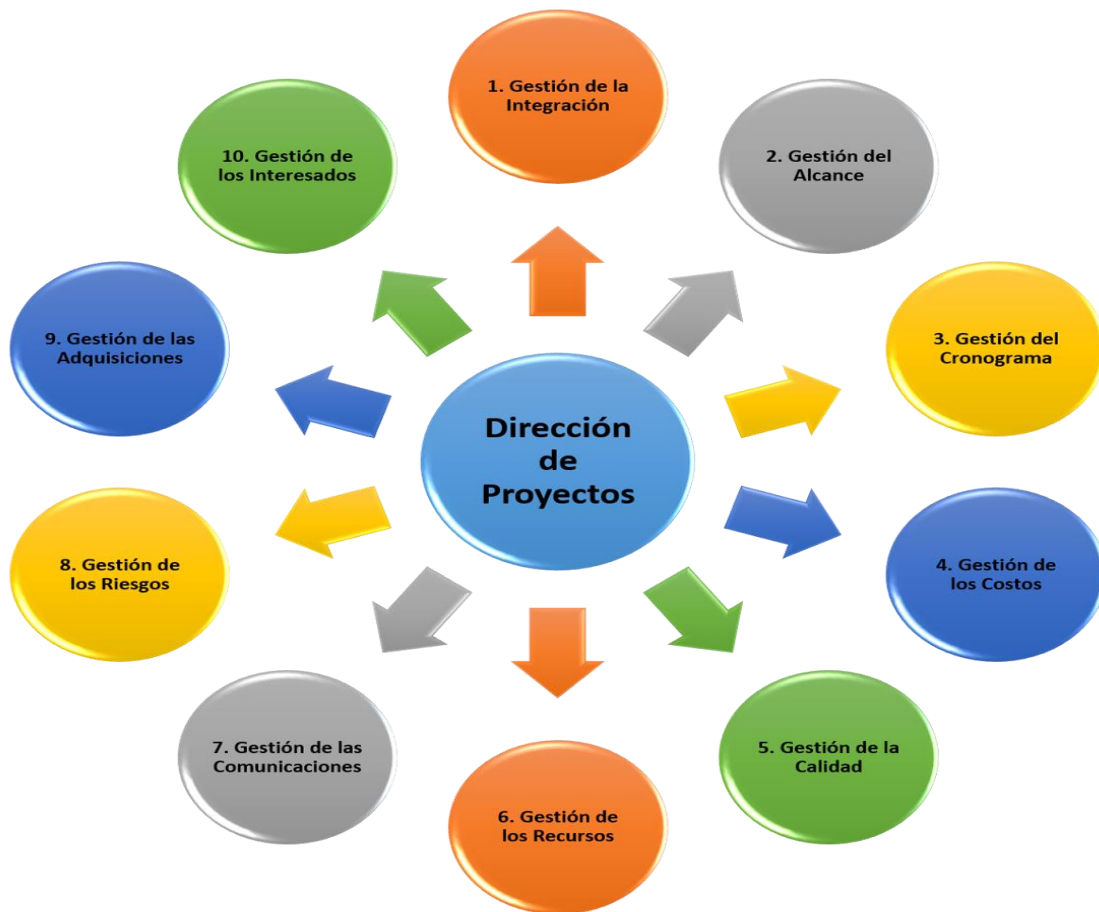 1. Gestión de la
Integración
2. Gestión del
Alcance
3. Gestión del
Cronograma
4. Gestión de
los Costos
5. Gestión de la
Calidad
6. Gestión de
los Recursos
7. Gestión de las
Comunicaciones
8. Gestión de
los Riesgos
9. Gestión de las
Adquisiciones
10. Gestión de
los Interesados
Dirección
de
Proyectos